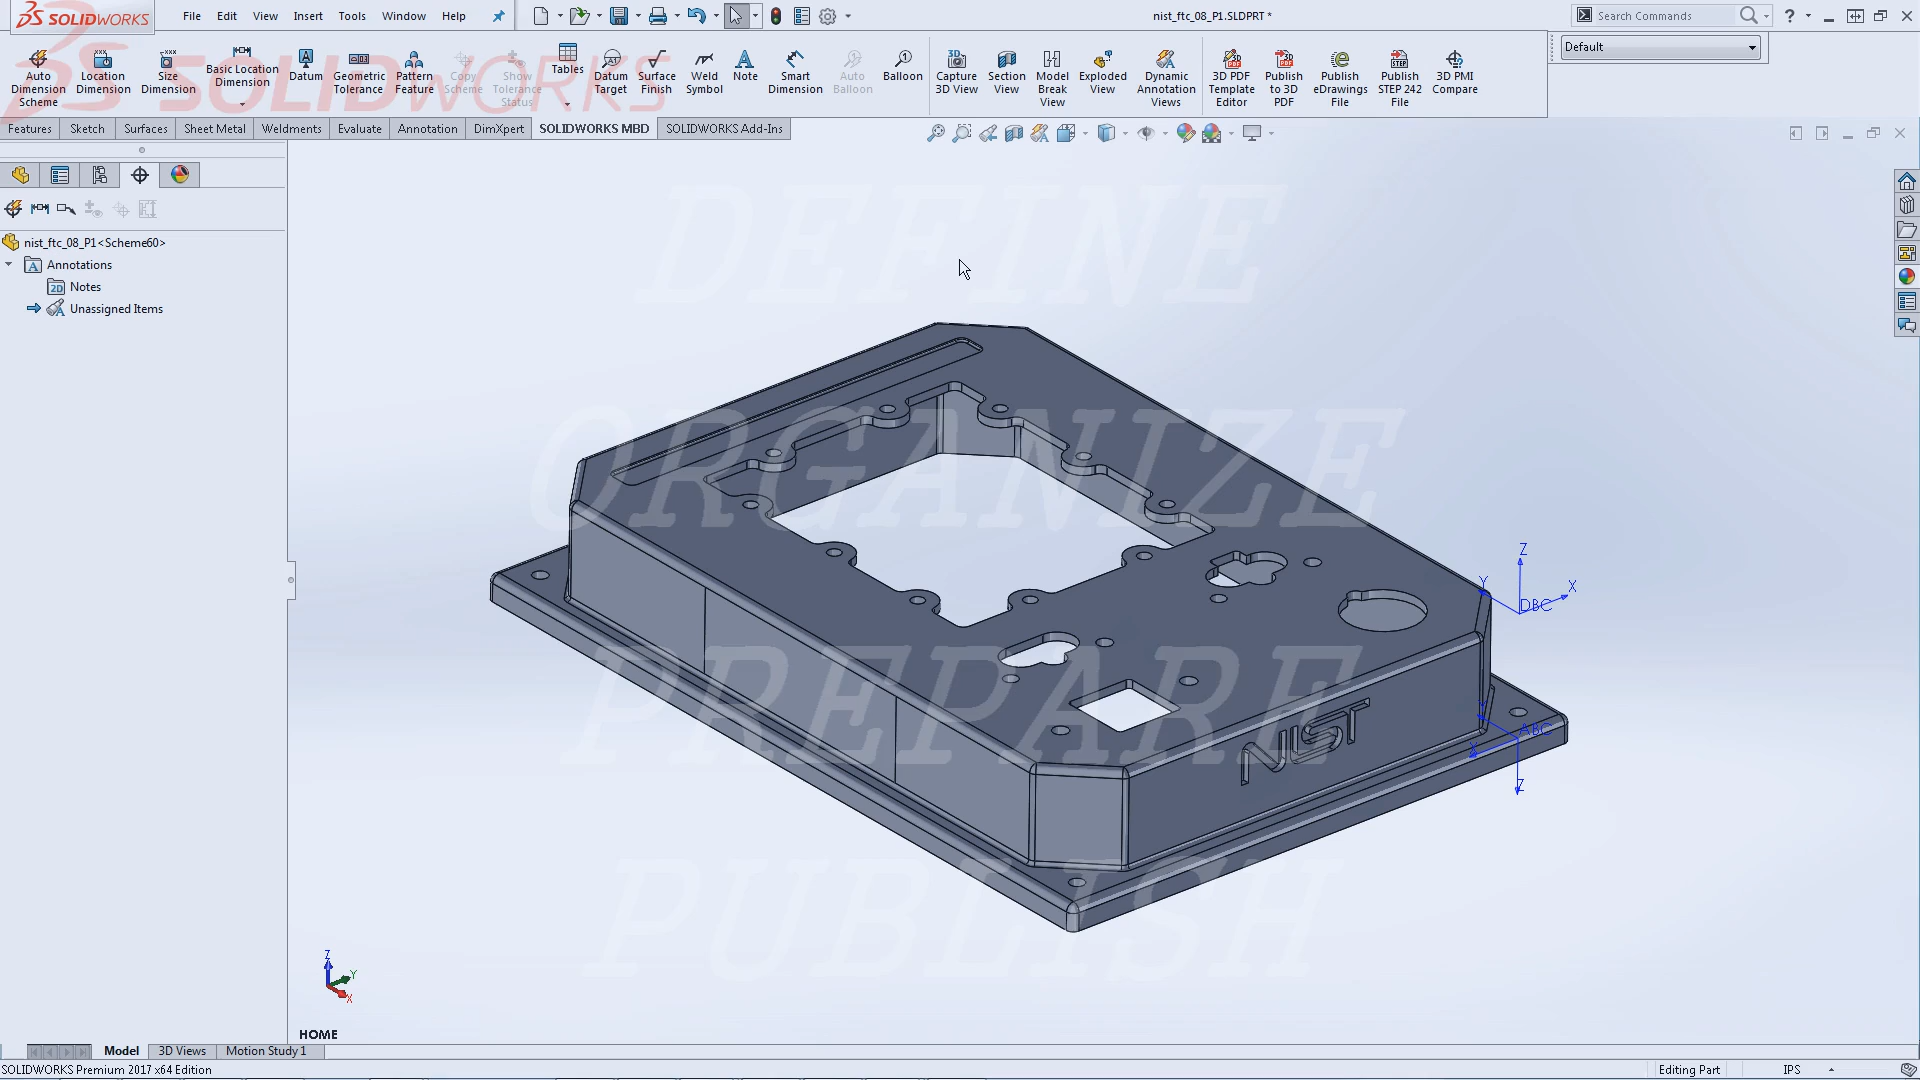 SOLIDWORKS
File Edit View Insert Tools Window Help
nist_ftc_08_P1.SLDPRT *
Search Commands
?
Default
SOLIDWORKS
Auto Dimension Scheme
Location Dimension
Size Dimension
Basic Location Dimension
Datum
Geometric Tolerance
Pattern Feature
Copy Scheme
Show Tolerance Status
Tables
Datum Target
Surface Finish
Weld Symbol
Note
Smart Dimension
Auto Balloon
Balloon
Capture 3D View
Section View
Model Break View
Exploded View
Dynamic Annotation Views
3D PDF Template Editor
Publish to 3D PDF
Publish eDrawings File
Publish STEP 242 File
3D PMI Compare
Features Sketch Surfaces Sheet Metal Weldments Evaluate Annotation DimXpert SOLIDWORKS MBD SOLIDWORKS Add-Ins
nist_ftc_08_P1<Scheme60>
Annotations
Notes
Unassigned Items
DEFINE
ORGANIZE
PREPARE
PUBLISH
Z
X
Y
DBC
NIST
ABC
X
Z
Z
Y
X
HOME
Model 3D Views Motion Study 1
SOLIDWORKS Premium 2017 x64 Edition
Editing Part
IPS